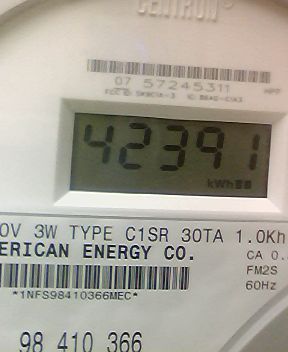 CENTRON®
07 57245311
42391
kWh
0V 3W TYPE C1SR 30TA 1.0Kh
ERICAN ENERGY CO.
CA 0.
FM2S
*1NFS98410366MEC*
60Hz
98 410 366